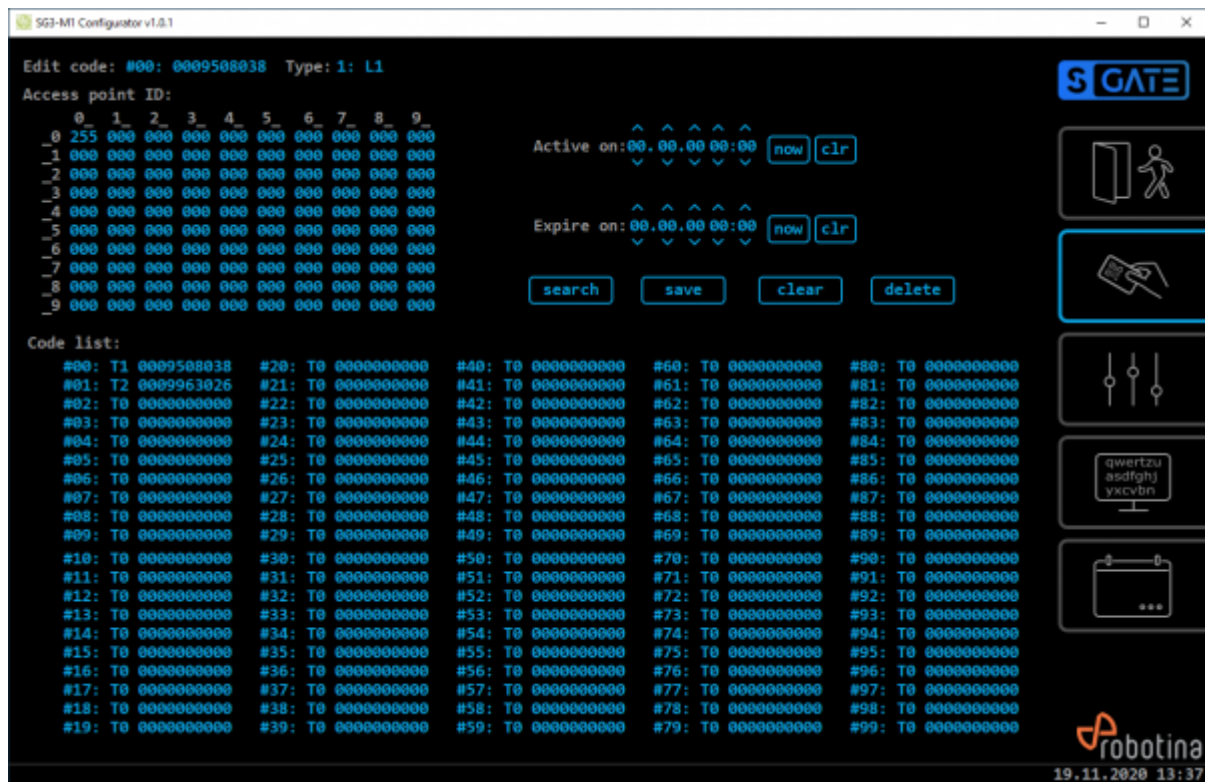 SG3-M1 Configurator v1.0.1
Edit code: #00: 0009508038 Type: 1: L1
Access point ID:
0_ 1_ 2_ 3_ 4_ 5_ 6_ 7_ 8_ 9_
_0 255 000 000 000 000 000 000 000 000 000
_1 000 000 000 000 000 000 000 000 000 000
_2 000 000 000 000 000 000 000 000 000 000
_3 000 000 000 000 000 000 000 000 000 000
_4 000 000 000 000 000 000 000 000 000 000
_5 000 000 000 000 000 000 000 000 000 000
_6 000 000 000 000 000 000 000 000 000 000
_7 000 000 000 000 000 000 000 000 000 000
_8 000 000 000 000 000 000 000 000 000 000
_9 000 000 000 000 000 000 000 000 000 000
Active on: 00.00.00 00:00 now clr
Expire on: 00.00.00 00:00 now clr
search save clear delete
Code list:
#00: T1 0009508038 #20: T0 0000000000 #40: T0 0000000000 #60: T0 0000000000 #80: T0 0000000000
#01: T2 0009963026 #21: T0 0000000000 #41: T0 0000000000 #61: T0 0000000000 #81: T0 0000000000
#02: T0 0000000000 #22: T0 0000000000 #42: T0 0000000000 #62: T0 0000000000 #82: T0 0000000000
#03: T0 0000000000 #23: T0 0000000000 #43: T0 0000000000 #63: T0 0000000000 #83: T0 0000000000
#04: T0 0000000000 #24: T0 0000000000 #44: T0 0000000000 #64: T0 0000000000 #84: T0 0000000000
#05: T0 0000000000 #25: T0 0000000000 #45: T0 0000000000 #65: T0 0000000000 #85: T0 0000000000
#06: T0 0000000000 #26: T0 0000000000 #46: T0 0000000000 #66: T0 0000000000 #86: T0 0000000000
#07: T0 0000000000 #27: T0 0000000000 #47: T0 0000000000 #67: T0 0000000000 #87: T0 0000000000
#08: T0 0000000000 #28: T0 0000000000 #48: T0 0000000000 #68: T0 0000000000 #88: T0 0000000000
#09: T0 0000000000 #29: T0 0000000000 #49: T0 0000000000 #69: T0 0000000000 #89: T0 0000000000
#10: T0 0000000000 #30: T0 0000000000 #50: T0 0000000000 #70: T0 0000000000 #90: T0 0000000000
#11: T0 0000000000 #31: T0 0000000000 #51: T0 0000000000 #71: T0 0000000000 #91: T0 0000000000
#12: T0 0000000000 #32: T0 0000000000 #52: T0 0000000000 #72: T0 0000000000 #92: T0 0000000000
#13: T0 0000000000 #33: T0 0000000000 #53: T0 0000000000 #73: T0 0000000000 #93: T0 0000000000
#14: T0 0000000000 #34: T0 0000000000 #54: T0 0000000000 #74: T0 0000000000 #94: T0 0000000000
#15: T0 0000000000 #35: T0 0000000000 #55: T0 0000000000 #75: T0 0000000000 #95: T0 0000000000
#16: T0 0000000000 #36: T0 0000000000 #56: T0 0000000000 #76: T0 0000000000 #96: T0 0000000000
#17: T0 0000000000 #37: T0 0000000000 #57: T0 0000000000 #77: T0 0000000000 #97: T0 0000000000
#18: T0 0000000000 #38: T0 0000000000 #58: T0 0000000000 #78: T0 0000000000 #98: T0 0000000000
#19: T0 0000000000 #39: T0 0000000000 #59: T0 0000000000 #79: T0 0000000000 #99: T0 0000000000
S GATE
qwertzu
asdfghj
yxcvbn
robotina
19.11.2020 13:37